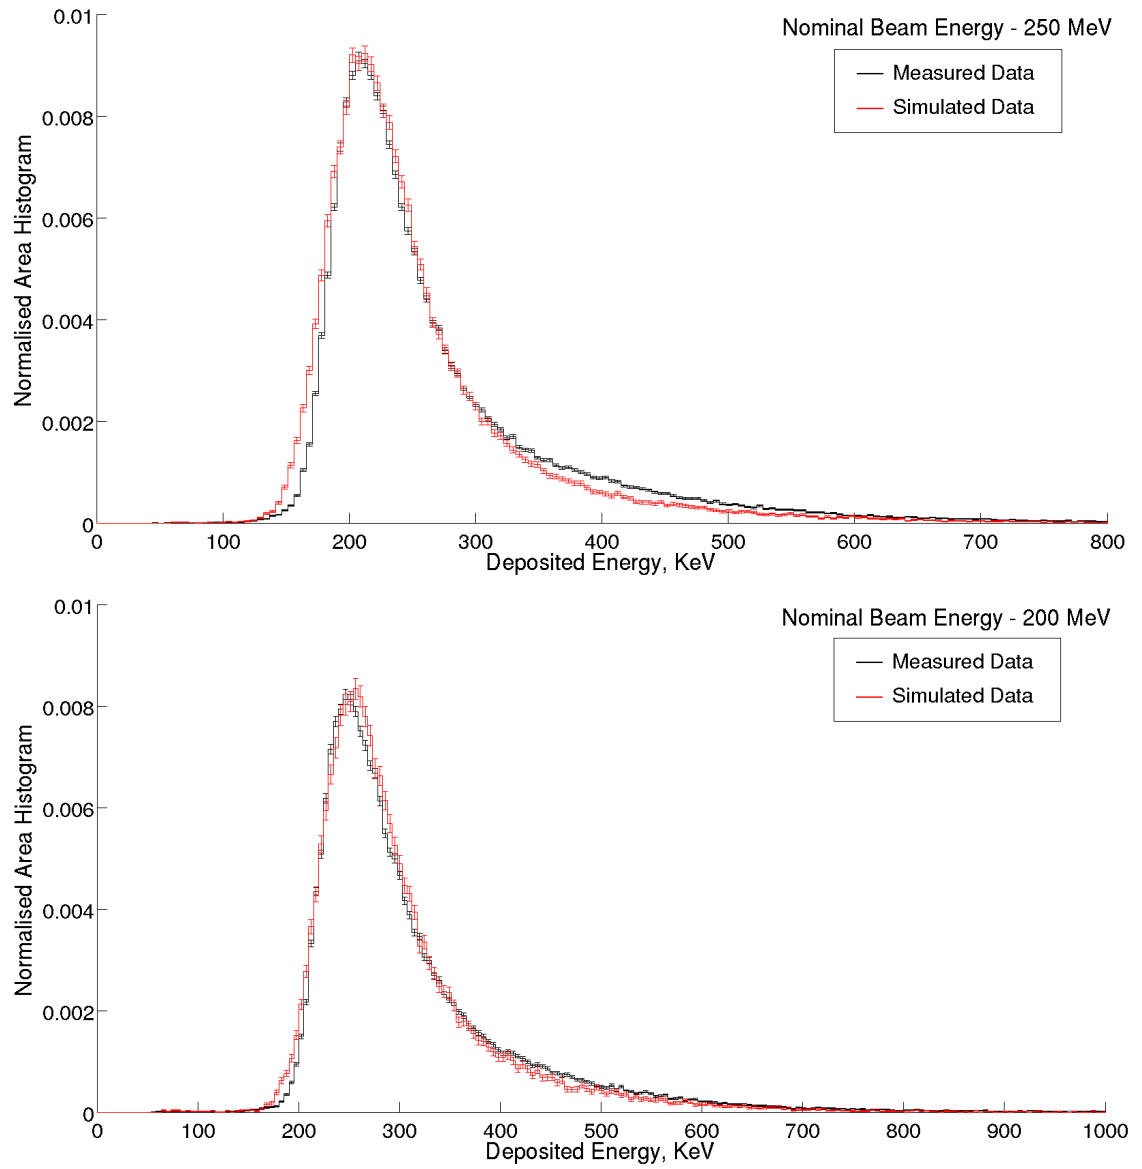 Nominal Beam Energy - 250 MeV
Measured Data
Simulated Data
Normalised Area Histogram
0.01
0.008
0.006
0.004
0.002
0
0 100 200 300 400 500 600 700 800
Deposited Energy, KeV
Nominal Beam Energy - 200 MeV
Measured Data
Simulated Data
Normalised Area Histogram
0.01
0.008
0.006
0.004
0.002
0
0 100 200 300 400 500 600 700 800 900 1000
Deposited Energy, KeV